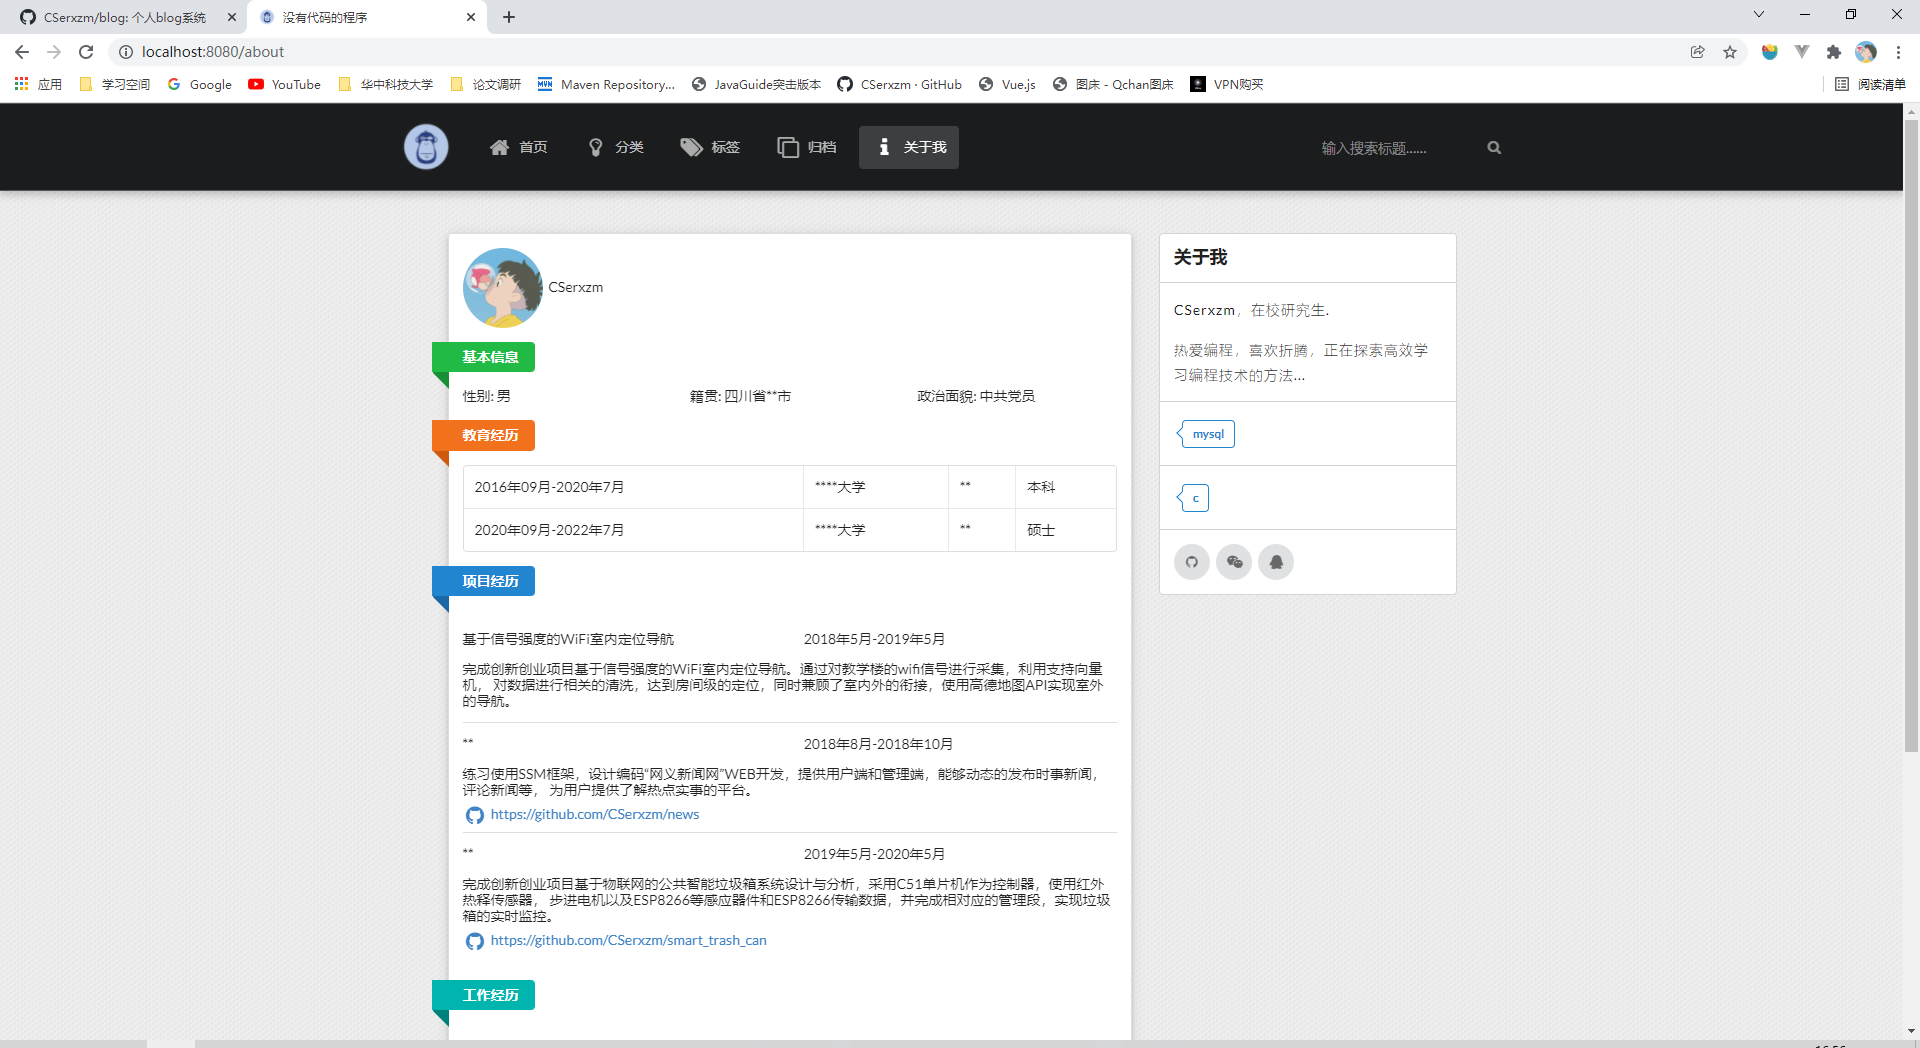 CSerxzm/blog: 个人blog系统
没有代码的程序
localhost:8080/about
应用 学习空间 Google YouTube 华中科技大学 论文调研 Maven Repository... JavaGuide突击版本 CSerxzm · GitHub Vue.js 图床 - Qchan图床 VPN购买 阅读清单
首页 分类 标签 归档 关于我 输入搜索标题......
CSerxzm
基本信息
性别: 男 籍贯: 四川省**市 政治面貌: 中共党员
教育经历
2016年09月-2020年7月 ****大学 ** 本科
2020年09月-2022年7月 ****大学 ** 硕士
项目经历
基于信号强度的WiFi室内定位导航 2018年5月-2019年5月
完成创新创业项目基于信号强度的WiFi室内定位导航。通过对教学楼的wifi信号进行采集，利用支持向量
机， 对数据进行相关的清洗，达到房间级的定位，同时兼顾了室内外的衔接，使用高德地图API实现室外
的导航。
** 2018年8月-2018年10月
练习使用SSM框架，设计编码“网义新闻网”WEB开发，提供用户端和管理端，能够动态的发布时事新闻，
评论新闻等， 为用户提供了解热点实事的平台。
https://github.com/CSerxzm/news
** 2019年5月-2020年5月
完成创新创业项目基于物联网的公共智能垃圾箱系统设计与分析，采用C51单片机作为控制器，使用红外
热释传感器， 步进电机以及ESP8266等感应器件和ESP8266传输数据，并完成相对应的管理段，实现垃圾
箱的实时监控。
https://github.com/CSerxzm/smart_trash_can
工作经历
关于我
CSerxzm，在校研究生.
热爱编程，喜欢折腾，正在探索高效学
习编程技术的方法...
mysql
c